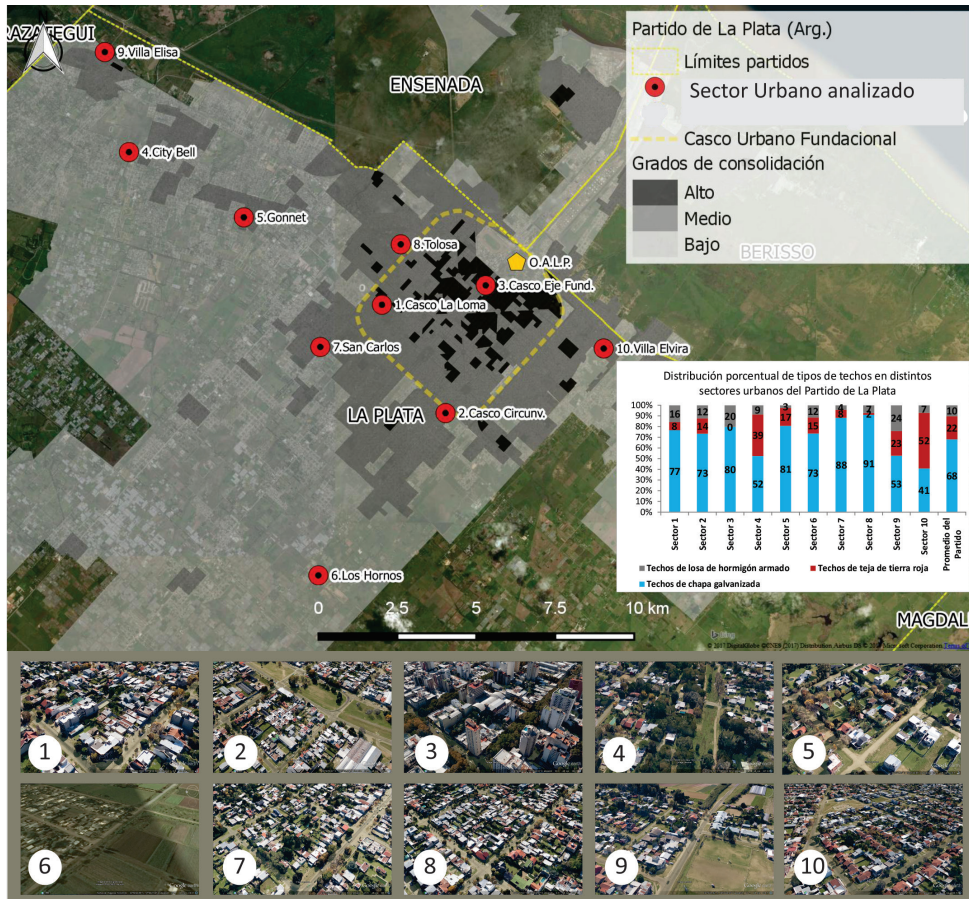 RAZATEGUI
9.Villa Elisa
ENSENADA
4.City Bell
5.Gonnet
8.Tolosa
O.A.L.P.
3.Casco Eje Fund.
1.Casco La Loma
7.San Carlos
10.Villa Elvira
LA PLATA
2.Casco Circunv.
6.Los Hornos
BERISSO
MAGDAL
0 2.5 5 10 km
Partido de La Plata (Arg.)
Límites partidos
Sector Urbano analizado
Casco Urbano Fundacional
Grados de consolidación
Alto
Medio
Bajo
Distribución porcentual de tipos de techos en distintos
sectores urbanos del Partido de La Plata
100%
90%
80%
70%
60%
50%
40%
30%
20%
10%
0%
16 12 20 9 3 12 4 7 24 7 10
8 14 0 39 17 15 8 2 23 52 22
77 73 80 52 81 73 88 91 53 41 68
Sector 1
Sector 2
Sector 3
Sector 4
Sector 5
Sector 6
Sector 7
Sector 8
Sector 9
Sector 10
Promedio del
Partido
Techos de losa de hormigón armado
Techos de teja de tierra roja
Techos de chapa galvanizada
bing
1
2
3
4
5
6
7
8
9
10